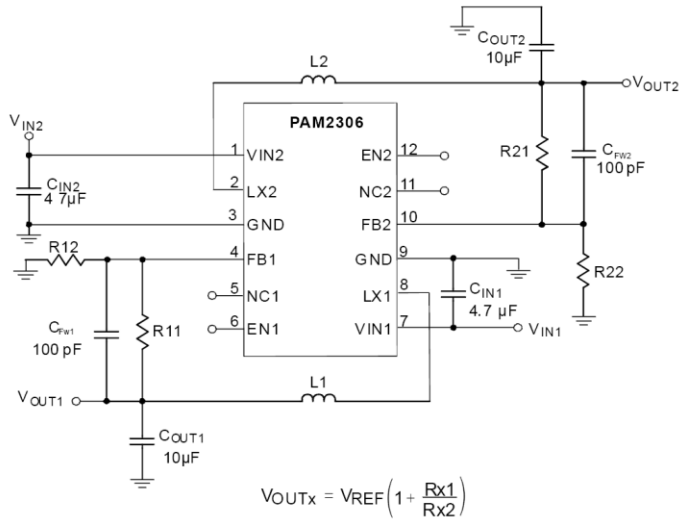 COUT2
10µF
L2
VOUT2
VIN2
PAM2306
1 VIN2
EN2 12
R21
CFW2
100 pF
CIN2
4 7µF
2 LX2
NC2 11
3 GND
FB2 10
R12
4 FB1
GND 9
R22
5 NC1
LX1 8
CIN1
4.7 µF
CFw1
100 pF
R11
6 EN1
VIN1 7
VIN1
L1
VOUT1
COUT1
10µF
VOUTx = VREF(1 + Rx1/Rx2)